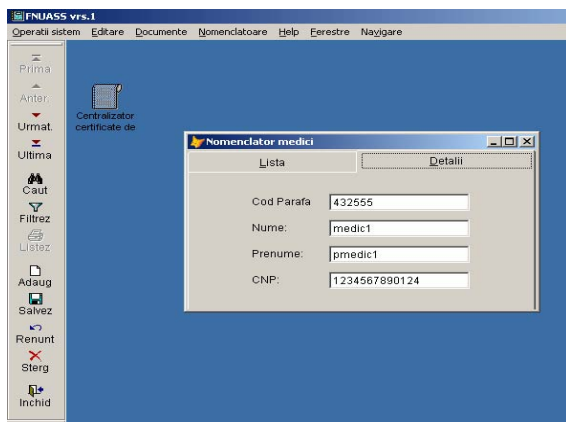 FNUASS vrs.1
Operatii sistem Editare Documente Nomenclatoare Help Ferestre Navigare
Prima
Anter.
Urmat.
Ultima
Caut
Filtrez
Listez
Adaug
Salvez
Renunt
Sterg
Inchid
Centralizator
certificate de
Nomenclator medici
Lista Detalii
Cod Parafa 432555
Nume: medic1
Prenume: pmedic1
CNP: 1234567890124